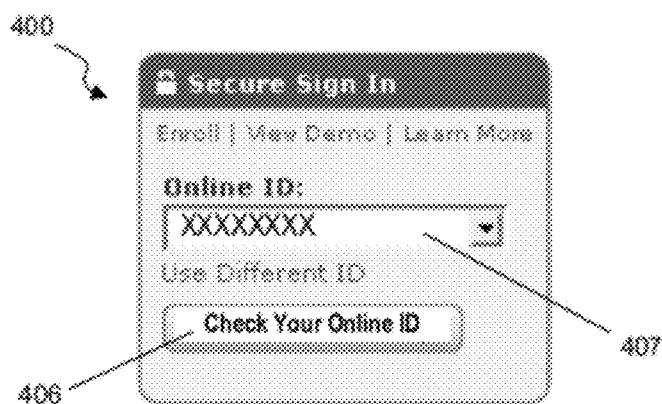 400
Secure Sign In
Enroll | View Demo | Learn More
Online ID:
XXXXXXXX
Use Different ID
Check Your Online ID
407
406